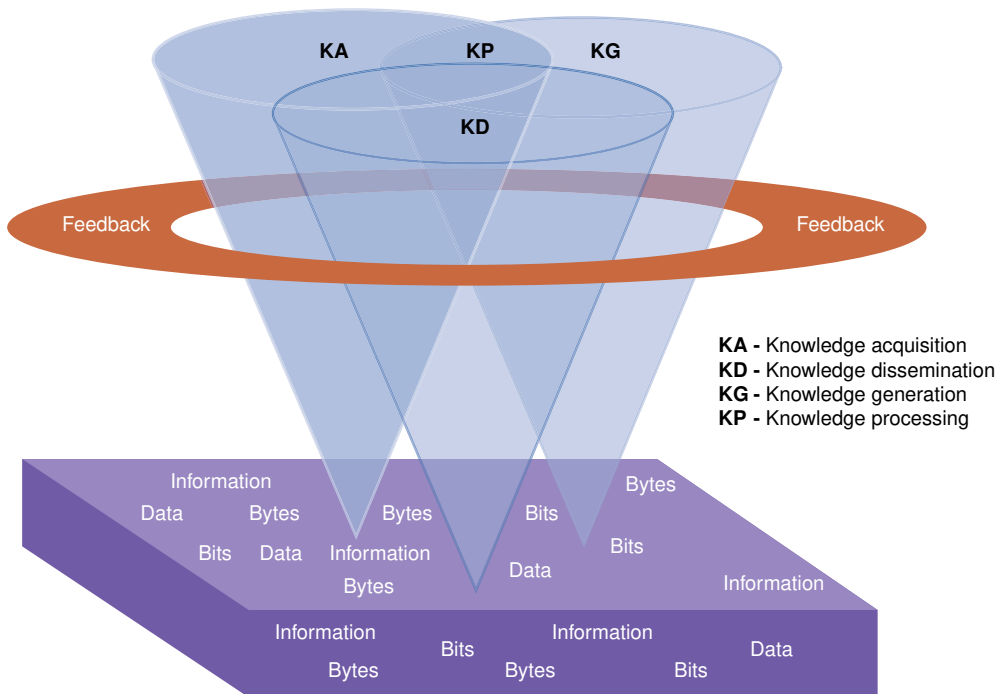 KA
KP
KG
KD
Feedback
Feedback
KA - Knowledge acquisition
KD - Knowledge dissemination
KG - Knowledge generation
KP - Knowledge processing
Information
Bytes
Data
Bytes
Bytes
Bits
Bits
Data
Information
Bits
Bytes
Data
Information
Information
Bits
Information
Data
Bytes
Bytes
Bits